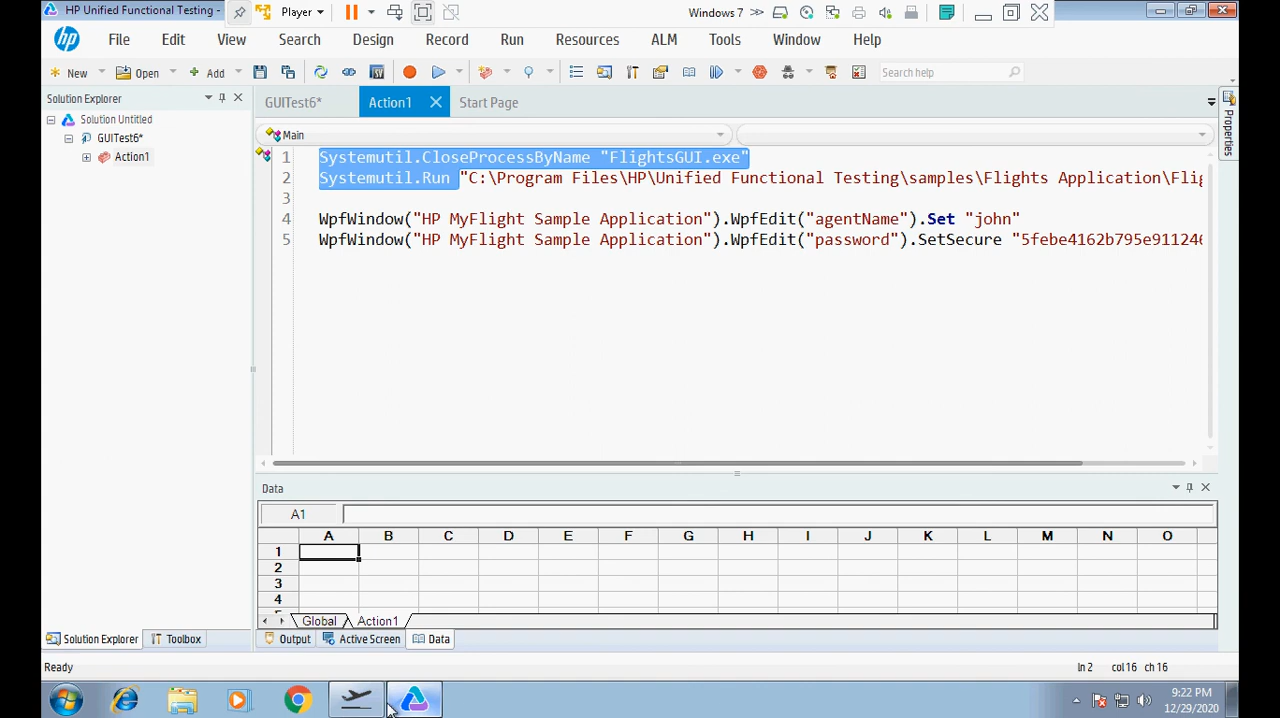 HP Unified Functional Testing -
Player
Windows 7
hp
File Edit View Search Design Record Run Resources ALM Tools Window Help
New Open Add Search help
Solution Explorer
GUITest6* Action1 Start Page
Solution Untitled
GUITest6*
Action1
Main
Properties
1 Systemutil.CloseProcessByName "FlightsGUI.exe"
2 Systemutil.Run "C:\Program Files\HP\Unified Functional Testing\samples\Flights Application\Flig
3
4 WpfWindow("HP MyFlight Sample Application").WpfEdit("agentName").Set "john"
5 WpfWindow("HP MyFlight Sample Application").WpfEdit("password").SetSecure "5febe4162b795e911246
Data
A1
A B C D E F G H I J K L M N O
1
2
3
4
Global Action1
Solution Explorer Toolbox Output Active Screen Data
Ready Ln 2 col 16 ch 16
9:22 PM
12/29/2020